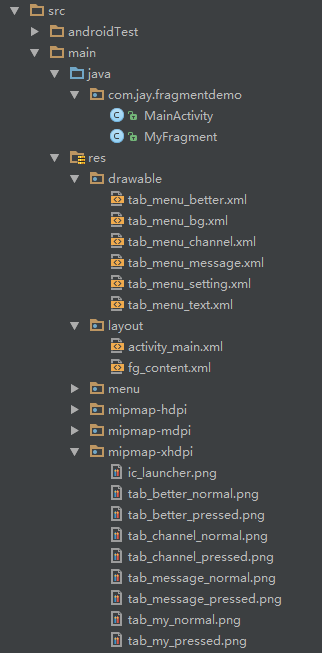 src
androidTest
main
java
com.jay.fragmentdemo
MainActivity
MyFragment
res
drawable
tab_menu_better.xml
tab_menu_bg.xml
tab_menu_channel.xml
tab_menu_message.xml
tab_menu_setting.xml
tab_menu_text.xml
layout
activity_main.xml
fg_content.xml
menu
mipmap-hdpi
mipmap-mdpi
mipmap-xhdpi
ic_launcher.png
tab_better_normal.png
tab_better_pressed.png
tab_channel_normal.png
tab_channel_pressed.png
tab_message_normal.png
tab_message_pressed.png
tab_my_normal.png
tab_my_pressed.png